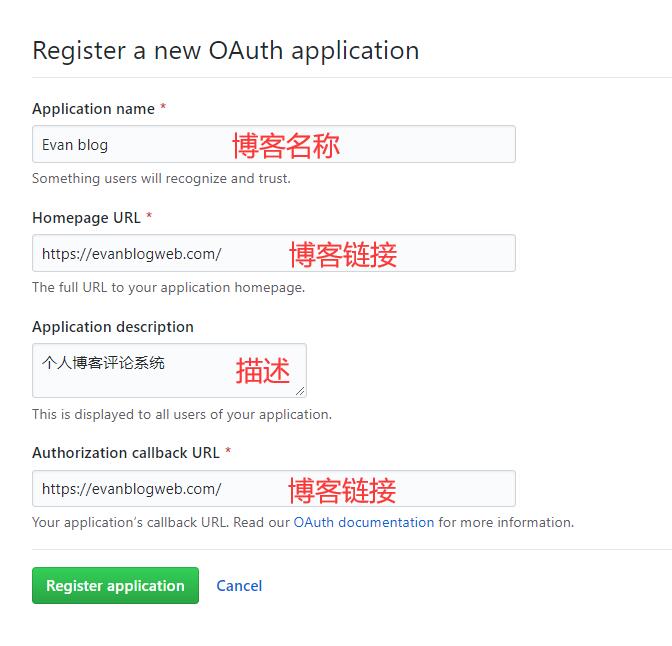 Register a new OAuth application
Application name *
Evan blog 博客名称
Something users will recognize and trust.
Homepage URL *
https://evanblogweb.com/ 博客链接
The full URL to your application homepage.
Application description
个人博客评论系统 描述
This is displayed to all users of your application.
Authorization callback URL *
https://evanblogweb.com/ 博客链接
Your application’s callback URL. Read our OAuth documentation for more information.
Register application Cancel